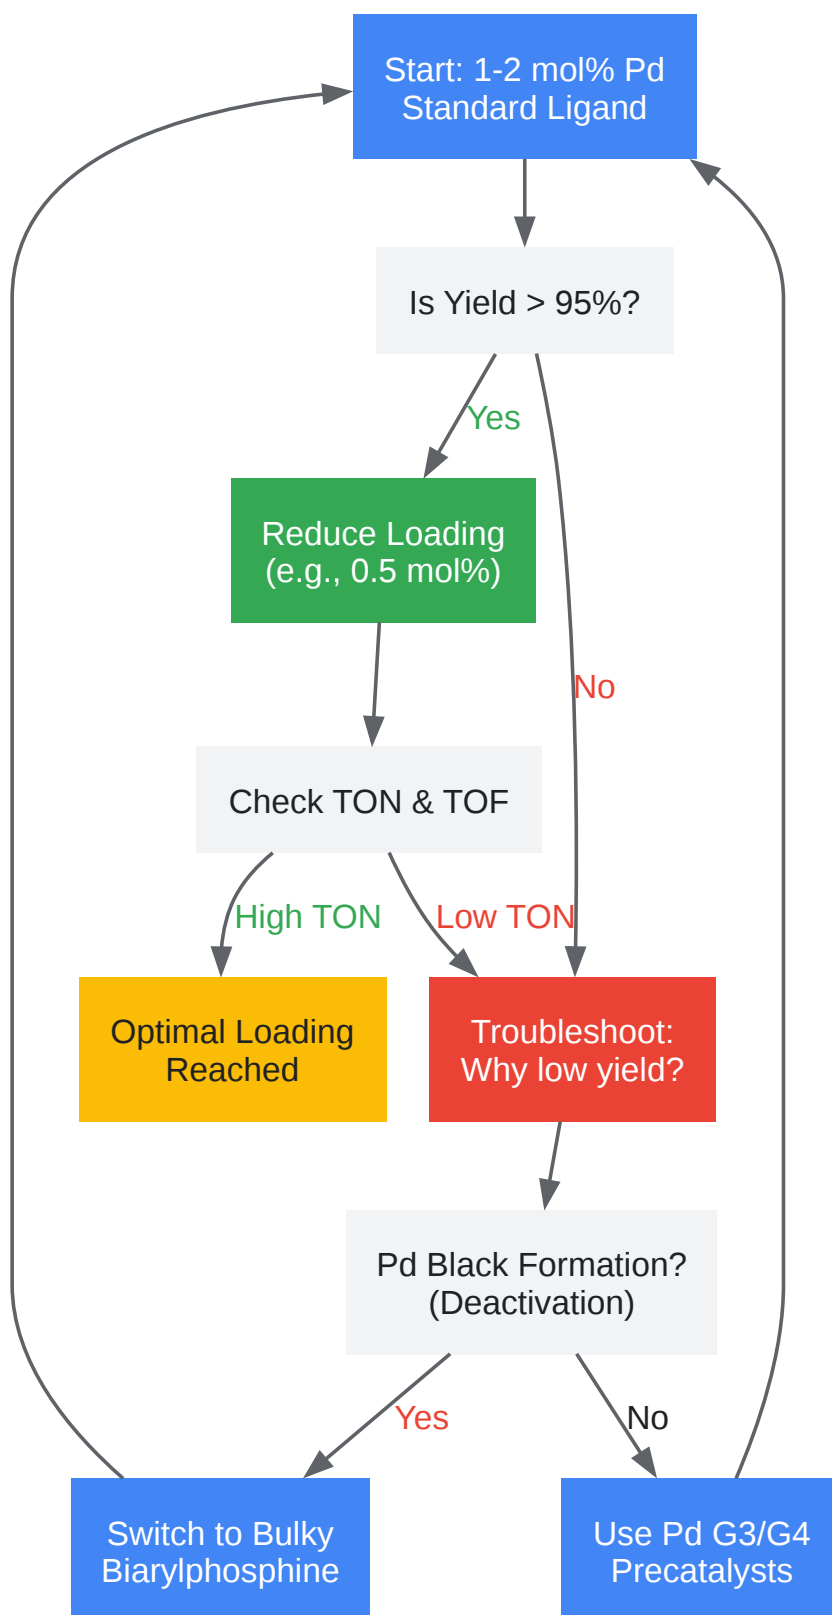 Start: 1-2 mol% Pd
Standard Ligand
Is Yield > 95%?
Yes
Reduce Loading
(e.g., 0.5 mol%)
No
Check TON & TOF
High TON
Low TON
Optimal Loading
Reached
Troubleshoot:
Why low yield?
Pd Black Formation?
(Deactivation)
Yes
No
Switch to Bulky
Biarylphosphine
Use Pd G3/G4
Precatalysts